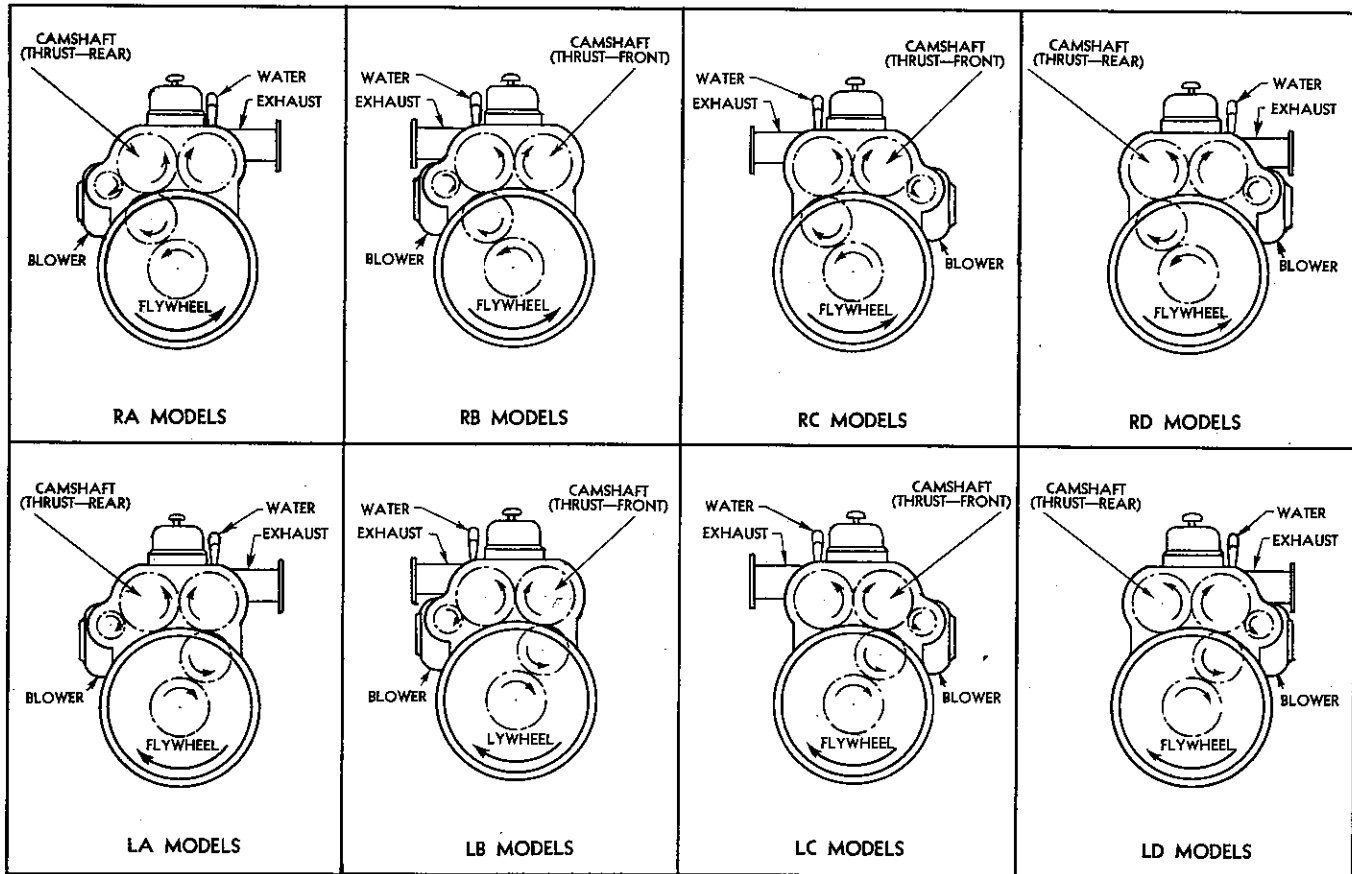 CAMSHAFT
(THRUST—REAR)
WATER
EXHAUST
BLOWER
FLYWHEEL
RA MODELS
CAMSHAFT
(THRUST—FRONT)
WATER
EXHAUST
BLOWER
FLYWHEEL
RB MODELS
CAMSHAFT
(THRUST—FRONT)
WATER
EXHAUST
BLOWER
FLYWHEEL
RC MODELS
CAMSHAFT
(THRUST—REAR)
WATER
EXHAUST
BLOWER
FLYWHEEL
RD MODELS
CAMSHAFT
(THRUST—REAR)
WATER
EXHAUST
BLOWER
FLYWHEEL
LA MODELS
CAMSHAFT
(THRUST—FRONT)
WATER
EXHAUST
BLOWER
LYWHEEL
LB MODELS
CAMSHAFT
(THRUST—FRONT)
WATER
EXHAUST
BLOWER
FLYWHEEL
LC MODELS
CAMSHAFT
(THRUST—REAR)
WATER
EXHAUST
BLOWER
FLYWHEEL
LD MODELS